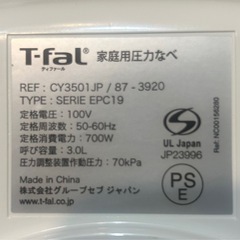 T-fal 家庭用圧力なべ
ティファール
REF : CY3501JP / 87 - 3920
TYPE : SERIE EPC19
定格電圧 : 100V
定格周波数 : 50-60Hz
定格消費電力 : 700W
呼び容量 : 3.0L
圧力調整装置作動圧力 : 70kPa
Made in China
株式会社グループセブ ジャパン
www.t-fal.co.jp
UL Japan
JP23996
PS
E
Ref. NC00156280